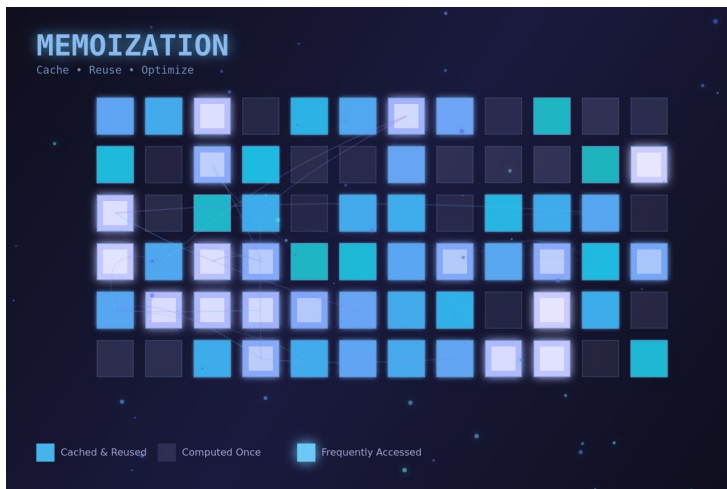 MEMOIZATION
Cache • Reuse • Optimize
Cached & Reused
Computed Once
Frequently Accessed